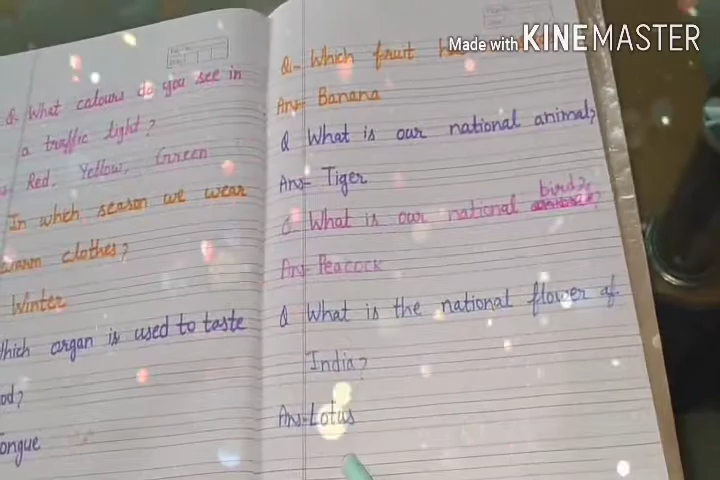 Made with KINEMASTER
Q. What colours do you see in
a traffic light?
Red, Yellow, Green
In which season we wear
warm clothes?
Winter
which organ is used to taste
od?
ongue
Q.- Which fruit
Ans- Banana
Q What is our national animal?
Ans- Tiger
Q What is our national bird?
Ans- Peacock
Q What is the national flower of
India?
Ans- Lotus